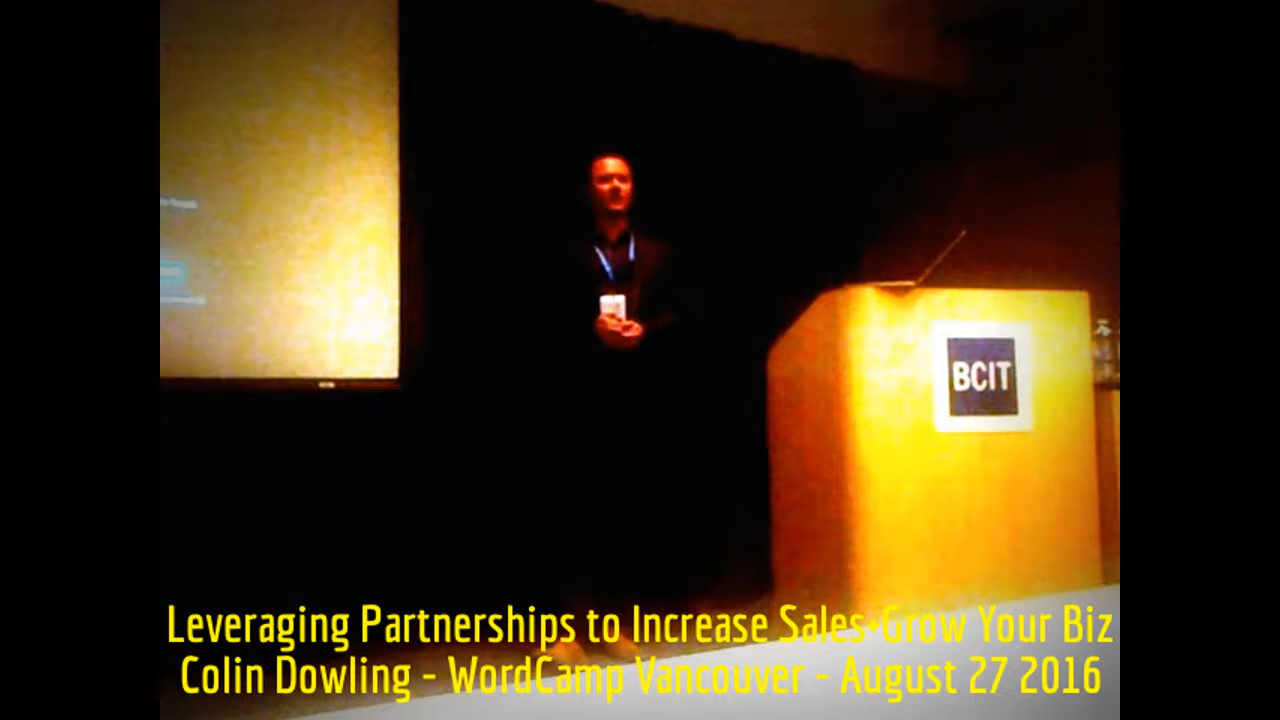 BCIT
Leveraging Partnerships to Increase Sales+Grow Your Biz
Colin Dowling - WordCamp Vancouver - August 27 2016